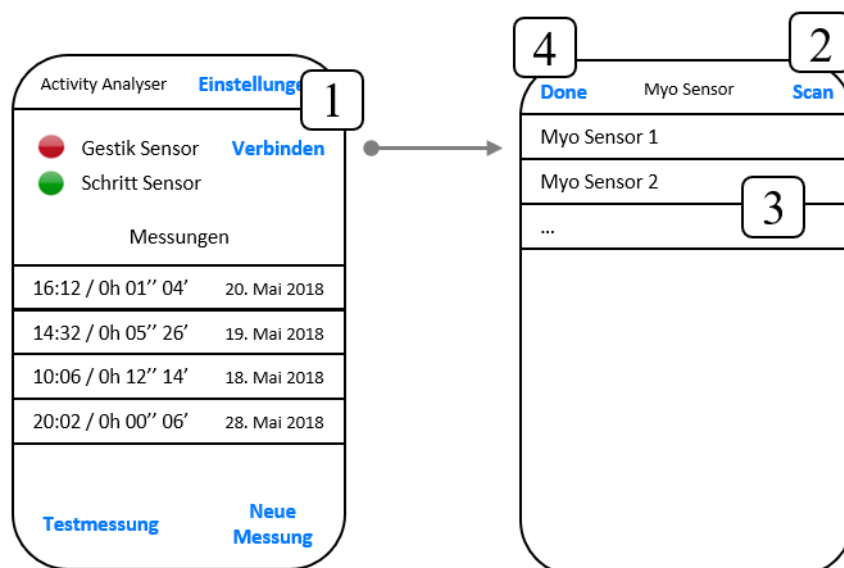 Activity Analyser Einstellunge
1
Gestik Sensor Verbinden
Schritt Sensor
Messungen
16:12 / 0h 01’’ 04’ 20. Mai 2018
14:32 / 0h 05’’ 26’ 19. Mai 2018
10:06 / 0h 12’’ 14’ 18. Mai 2018
20:02 / 0h 00’’ 06’ 28. Mai 2018
Testmessung
Neue
Messung
4
2
Done Myo Sensor Scan
Myo Sensor 1
Myo Sensor 2
3
...